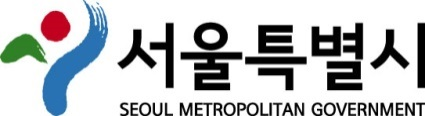 서울특별시
SEOUL METROPOLITAN GOVERNMENT